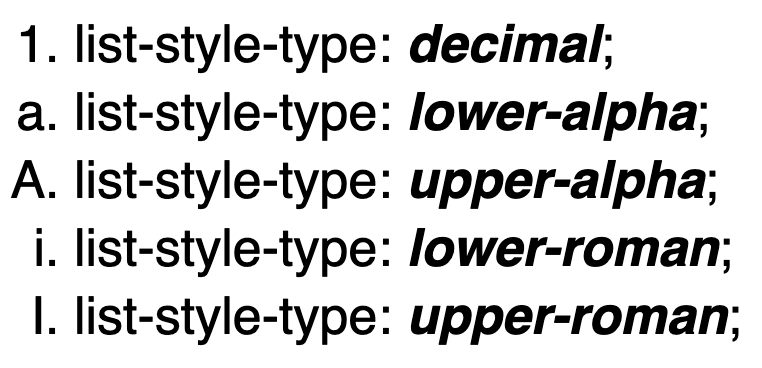 1. list-style-type: decimal;
a. list-style-type: lower-alpha;
A. list-style-type: upper-alpha;
i. list-style-type: lower-roman;
I. list-style-type: upper-roman;